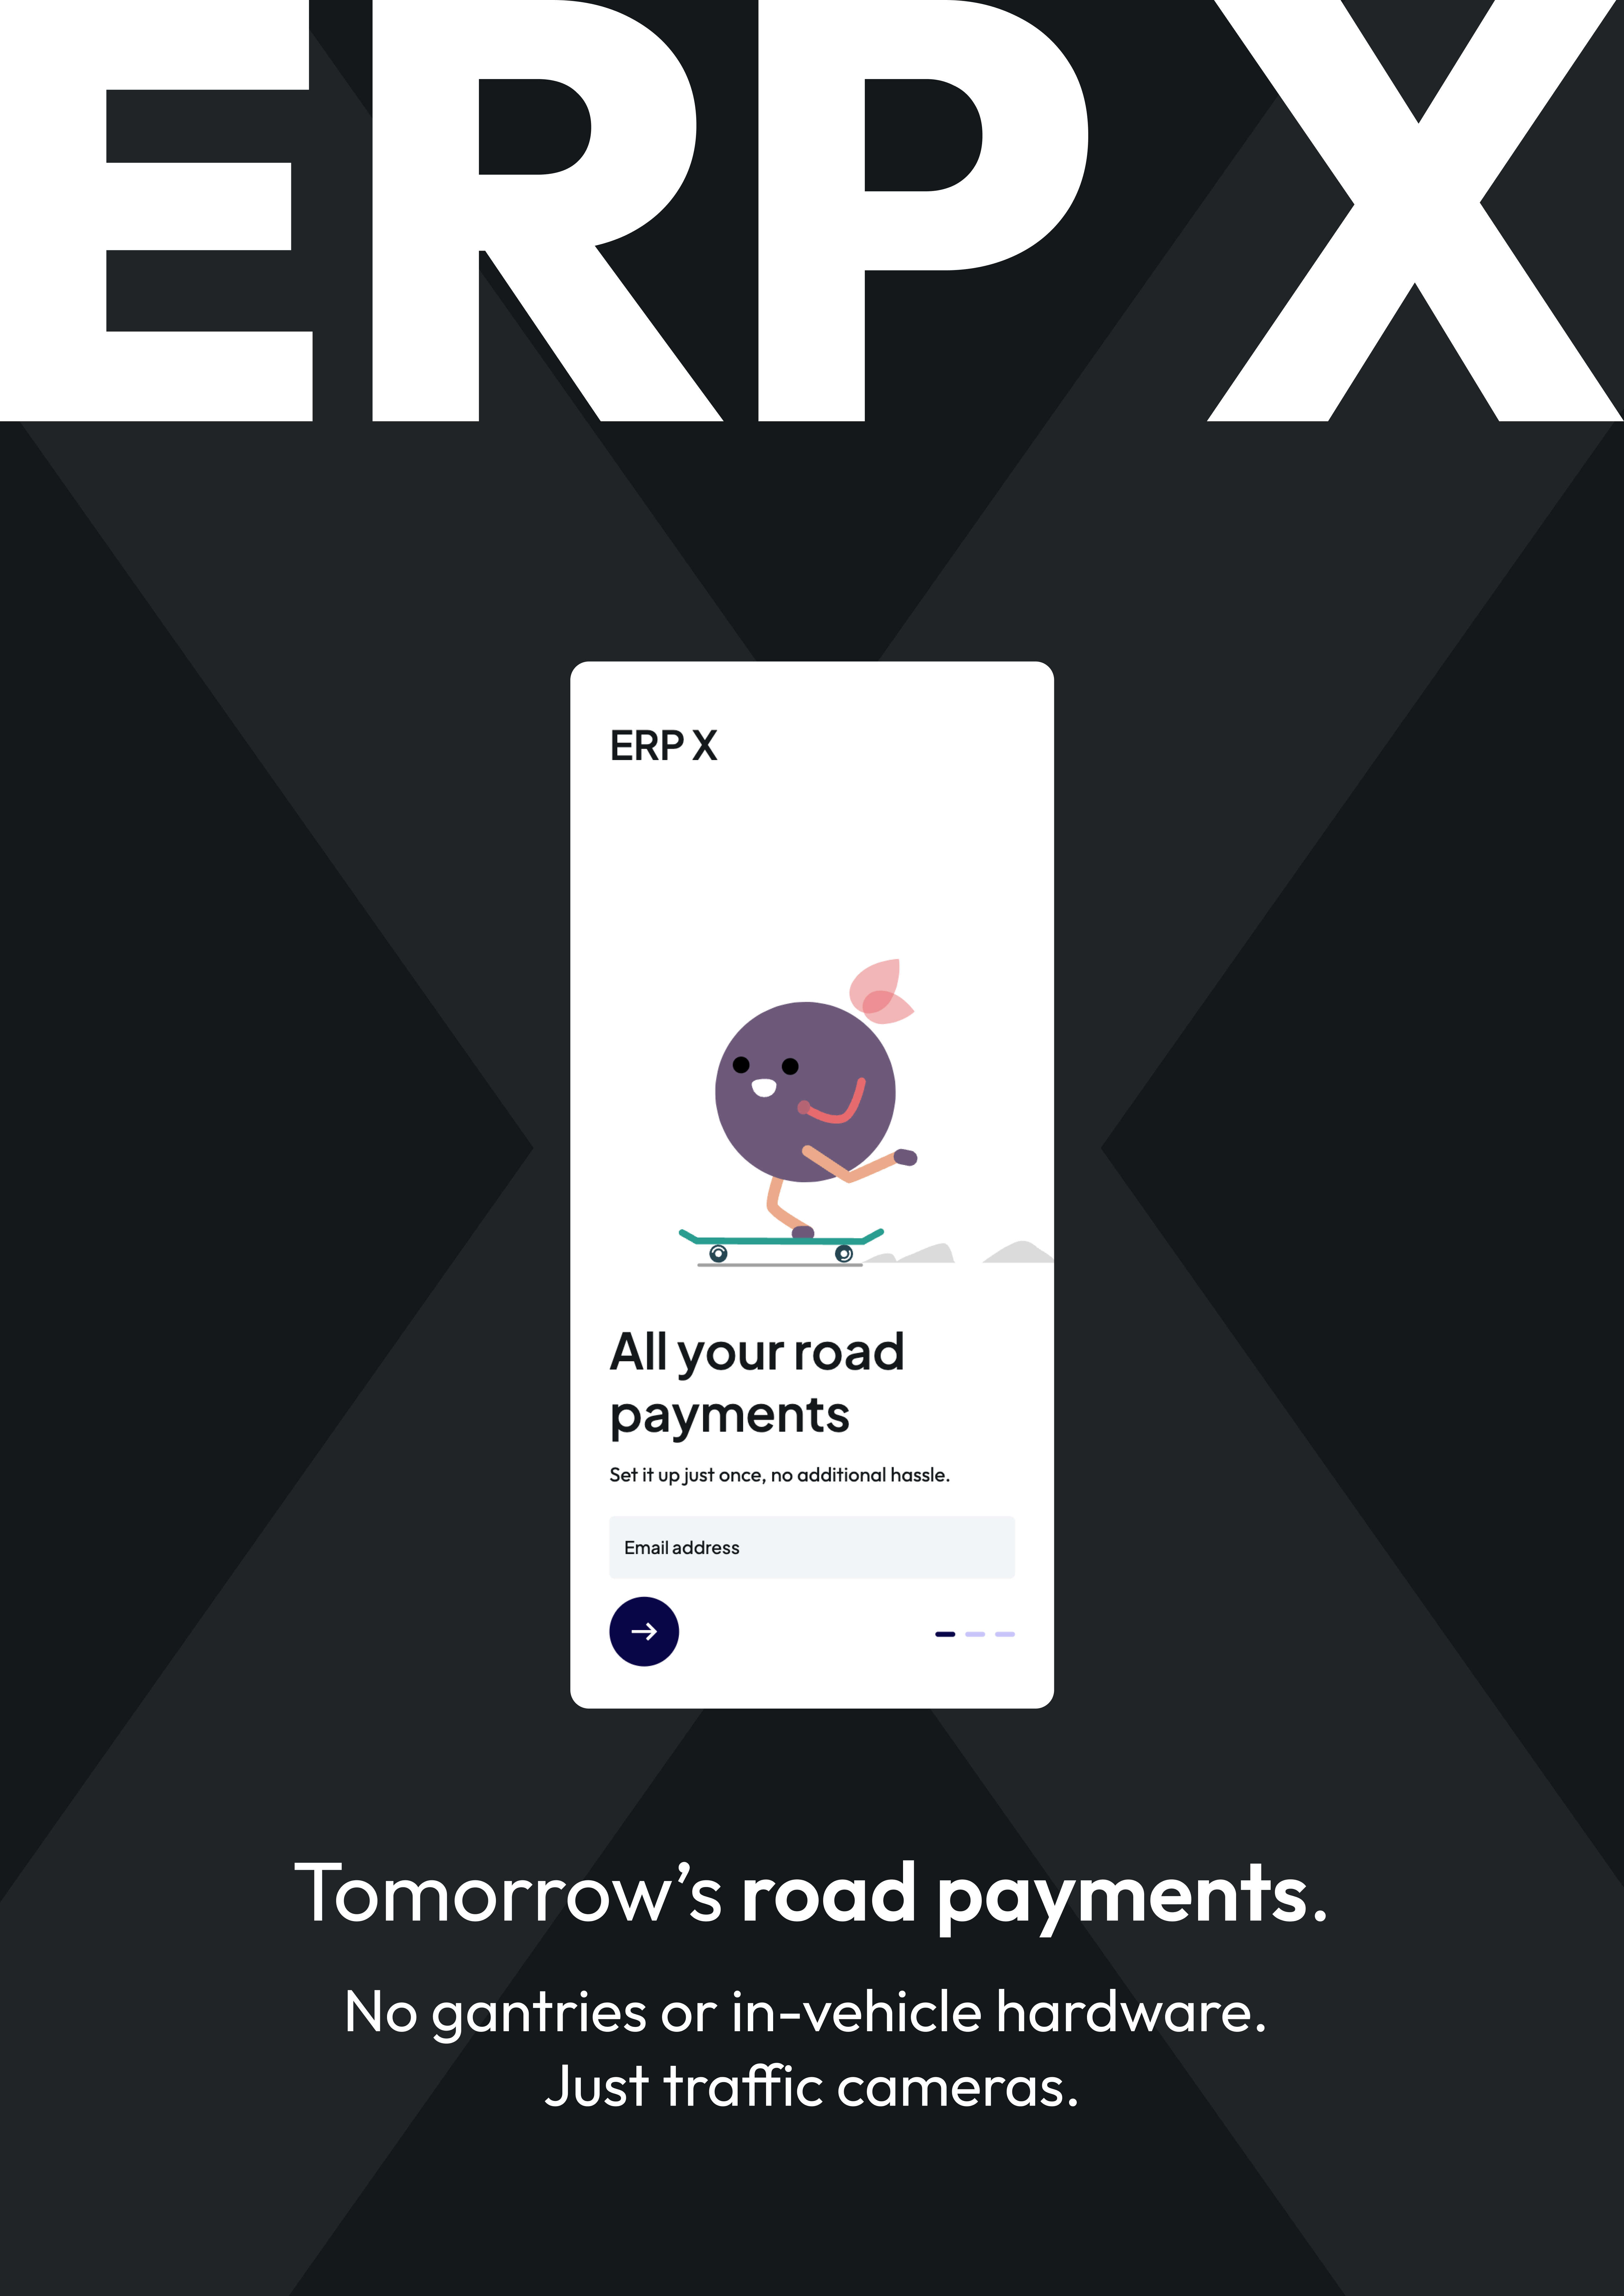 ERP X
ERP X
All your road
payments
Set it up just once, no additional hassle.
Email address
Tomorrow’s road payments.
No gantries or in-vehicle hardware.
Just traffic cameras.